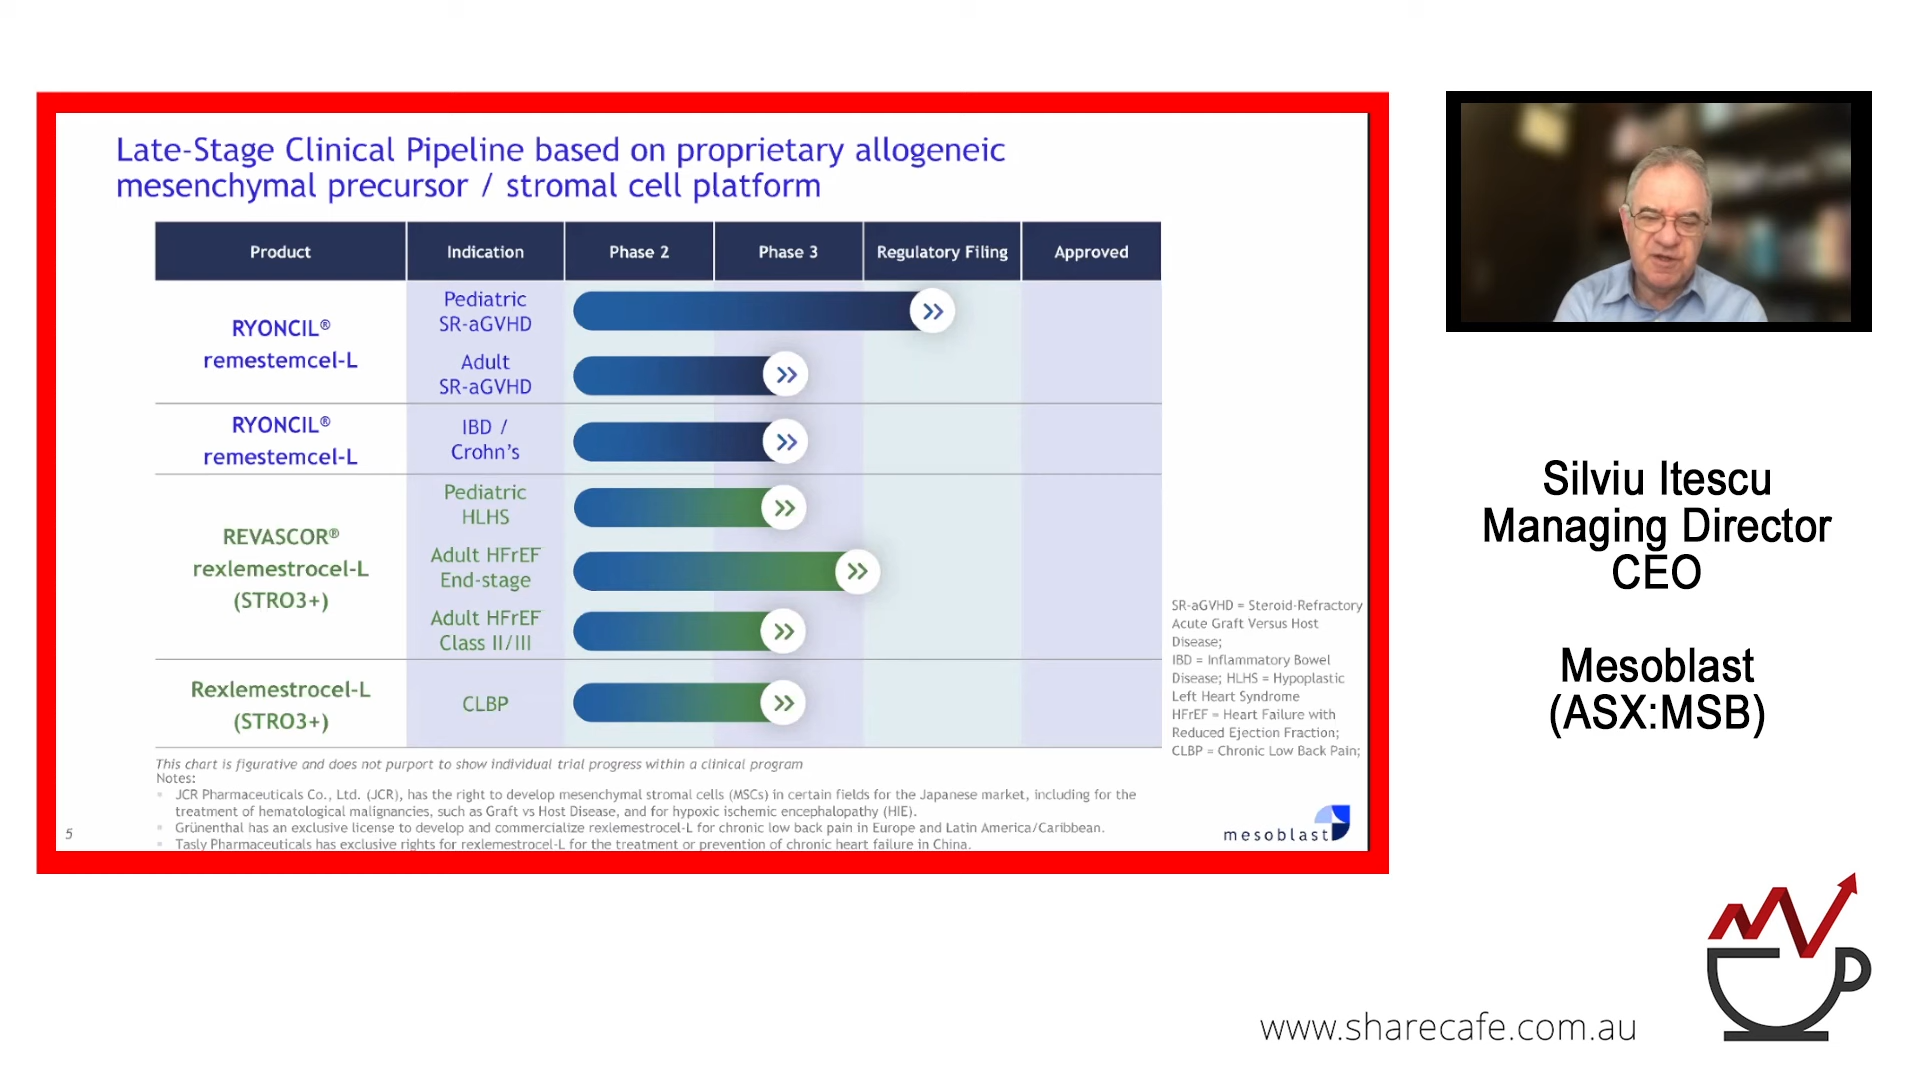 Late-Stage Clinical Pipeline based on proprietary allogeneic
mesenchymal precursor / stromal cell platform
Product
Indication
Phase 2
Phase 3
Regulatory Filing
Approved
RYONCIL®
remestemcel-L
Pediatric
SR-aGVHD
Adult
SR-aGVHD
RYONCIL®
remestemcel-L
IBD /
Crohn's
REVASCOR®
rexlemestrocel-L
(STRO3+)
Pediatric
HLHS
Adult HFrEF
End-stage
Adult HFrEF
Class II/III
Rexlemestrocel-L
(STRO3+)
CLBP
SR-aGVHD = Steroid-Refractory
Acute Graft Versus Host
Disease;
IBD = Inflammatory Bowel
Disease; HLHS = Hypoplastic
Left Heart Syndrome
HFrEF = Heart Failure with
Reduced Ejection Fraction;
CLBP = Chronic Low Back Pain;
This chart is figurative and does not purport to show individual trial progress within a clinical program
Notes:
JCR Pharmaceuticals Co., Ltd. (JCR), has the right to develop mesenchymal stromal cells (MSCs) in certain fields for the Japanese market, including for the
treatment of hematological malignancies, such as Graft vs Host Disease, and for hypoxic ischemic encephalopathy (HIE).
Grünenthal has an exclusive license to develop and commercialize rexlemestrocel-L for chronic low back pain in Europe and Latin America/Caribbean.
Tasly Pharmaceuticals has exclusive rights for rexlemestrocel-L for the treatment or prevention of chronic heart failure in China.
5
mesoblast
Silviu Itescu
Managing Director
CEO
Mesoblast
(ASX:MSB)
www.sharecafe.com.au